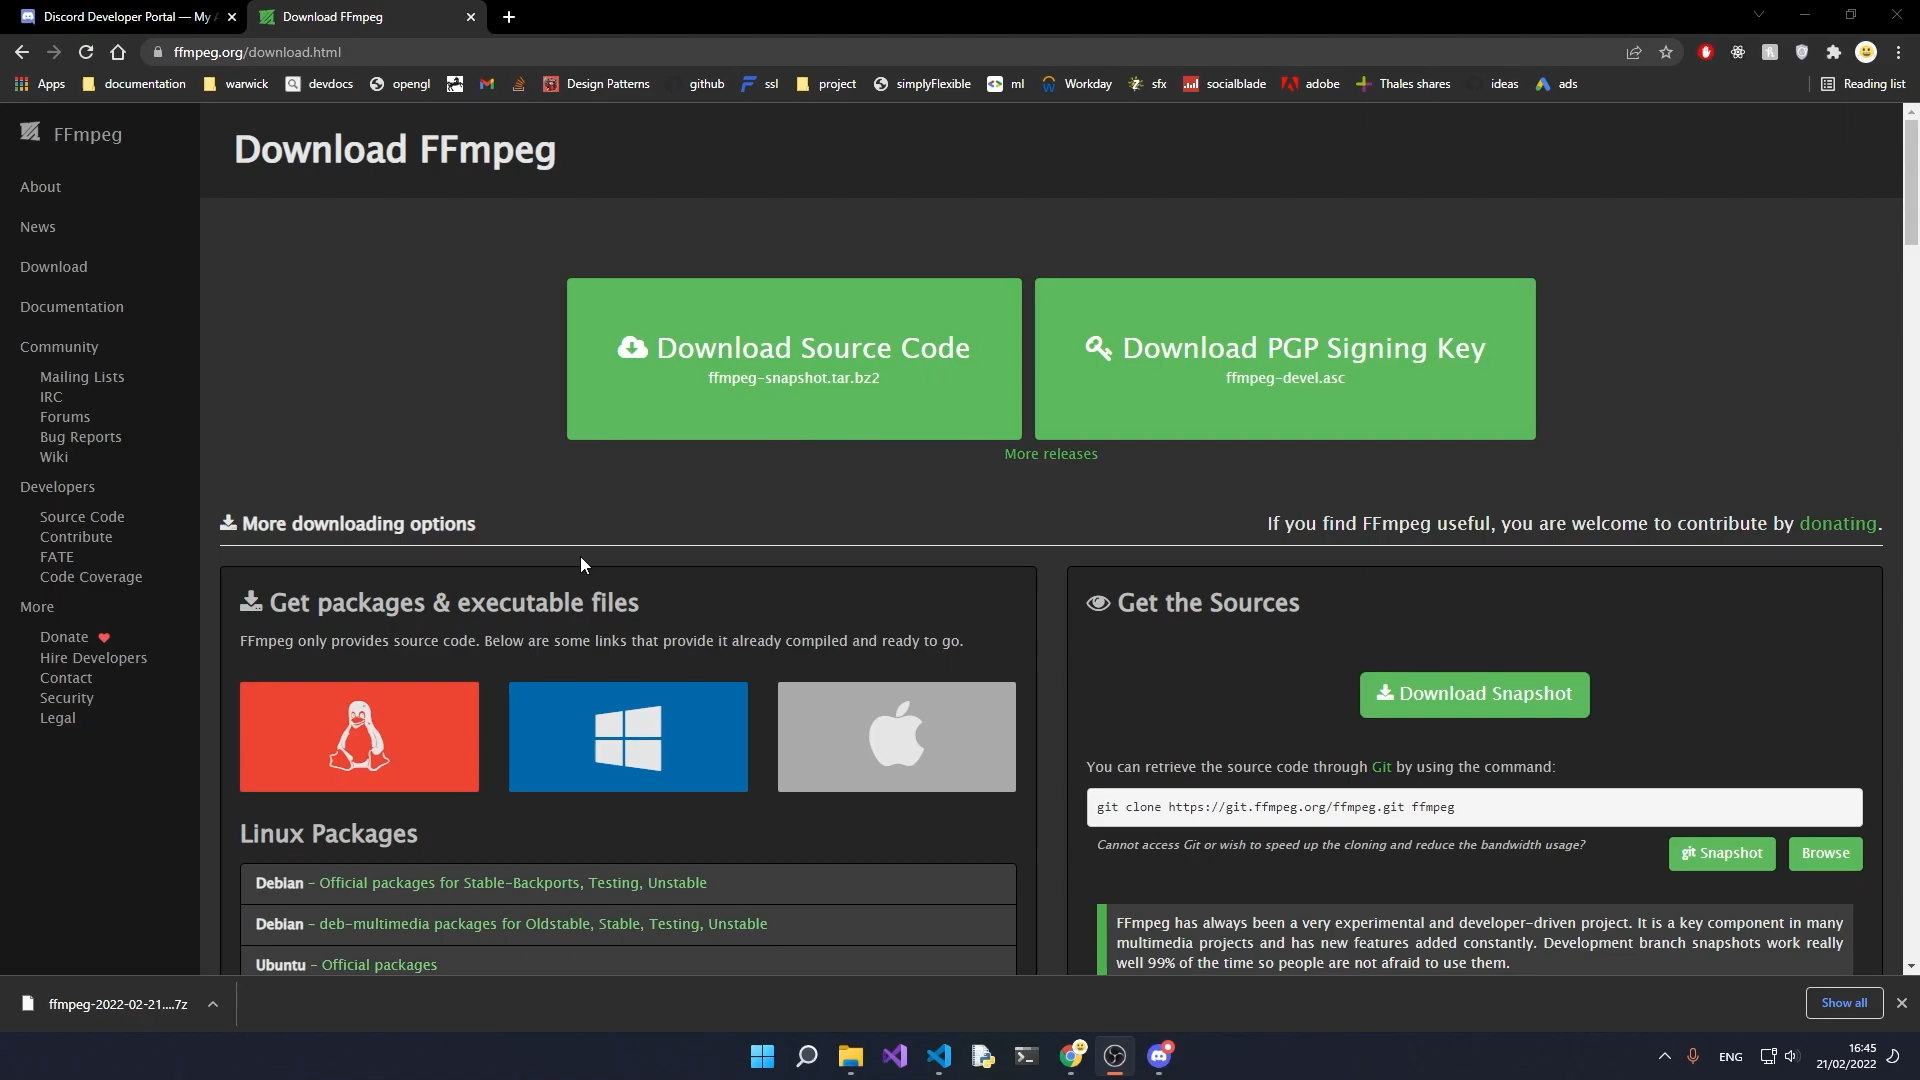 Discord Developer Portal — My
Download FFmpeg
ffmpeg.org/download.html
Apps
documentation
warwick
devdocs
opengl
Design Patterns
github
ssl
project
simplyFlexible
ml
Workday
sfx
socialblade
adobe
Thales shares
ideas
ads
Reading list
FFmpeg
About
News
Download
Documentation
Community
Mailing Lists
IRC
Forums
Bug Reports
Wiki
Developers
Source Code
Contribute
FATE
Code Coverage
More
Donate
Hire Developers
Contact
Security
Legal
Download FFmpeg
Download Source Code
ffmpeg-snapshot.tar.bz2
Download PGP Signing Key
ffmpeg-devel.asc
More releases
More downloading options
If you find FFmpeg useful, you are welcome to contribute by donating.
Get packages & executable files
FFmpeg only provides source code. Below are some links that provide it already compiled and ready to go.
Linux Packages
Debian – Official packages for Stable-Backports, Testing, Unstable
Debian – deb-multimedia packages for Oldstable, Stable, Testing, Unstable
Ubuntu – Official packages
Get the Sources
Download Snapshot
You can retrieve the source code through Git by using the command:
git clone https://git.ffmpeg.org/ffmpeg.git ffmpeg
Cannot access Git or wish to speed up the cloning and reduce the bandwidth usage?
git Snapshot
Browse
FFmpeg has always been a very experimental and developer-driven project. It is a key component in many
multimedia projects and has new features added constantly. Development branch snapshots work really
well 99% of the time so people are not afraid to use them.
ffmpeg-2022-02-21....7z
Show all
ENG
16:45
21/02/2022